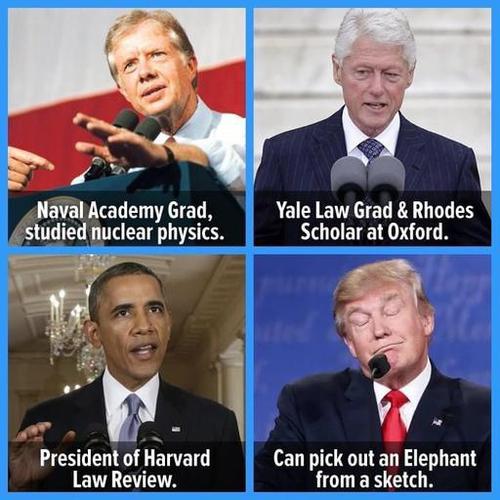 Naval Academy Grad,
studied nuclear physics.
Yale Law Grad & Rhodes
Scholar at Oxford.
President of Harvard
Law Review.
Can pick out an Elephant
from a sketch.